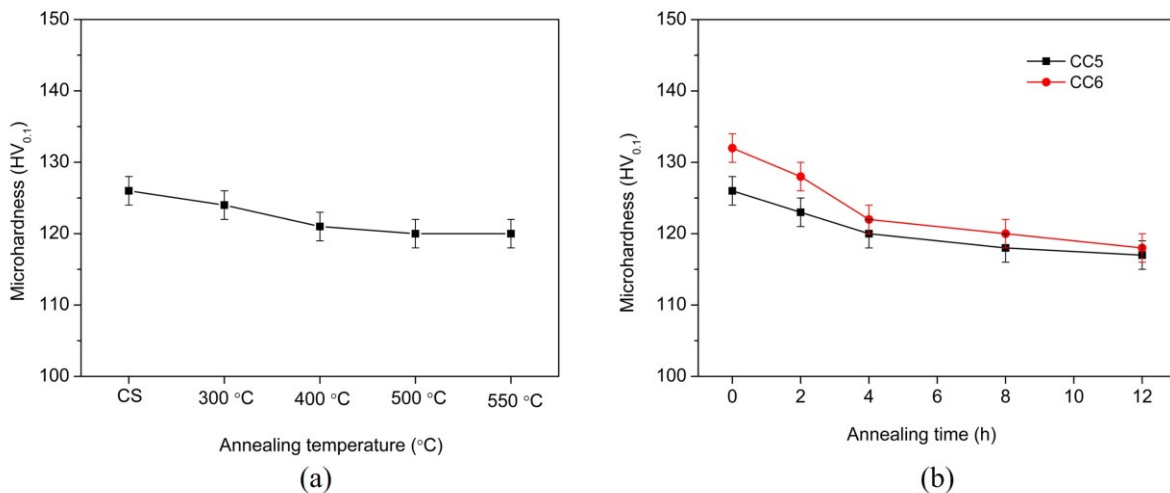 150
140
130
120
110
100
Microhardness (HV0.1)
CS
300 °C
400 °C
500 °C
550 °C
Annealing temperature (°C)
(a)
150
140
130
120
110
100
Microhardness (HV0.1)
CC5
CC6
0
2
4
6
8
10
12
Annealing time (h)
(b)